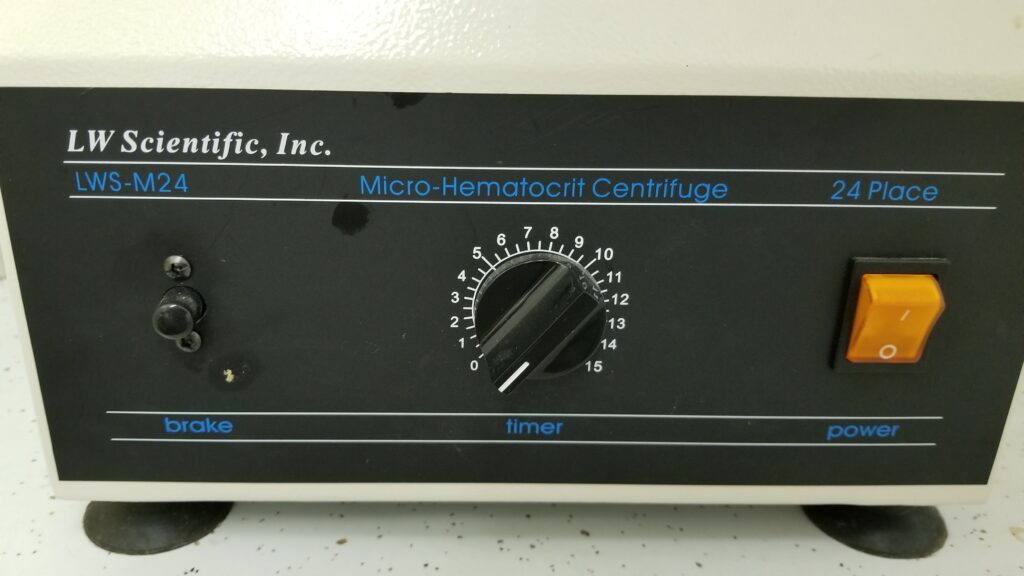 LW Scientific, Inc.
LWS-M24 Micro-Hematocrit Centrifuge 24 Place
0 1 2 3 4 5 6 7 8 9 10 11 12 13 14 15
I
O
brake timer power